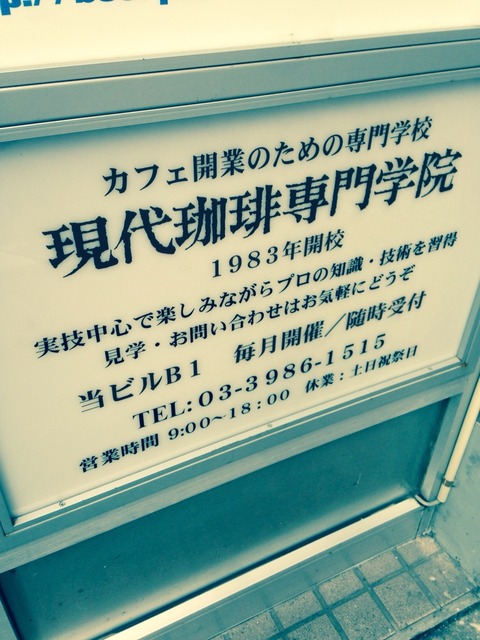 カフェ開業のための専門学校
現代珈琲専門学院
1983年開校
実技中心で楽しみながらプロの知識・技術を習得
見学・お問い合わせはお気軽にどうぞ
当ビルB1 毎月開催／随時受付
TEL:03-3986-1515
営業時間 9:00〜18:00 休業:土日祝祭日